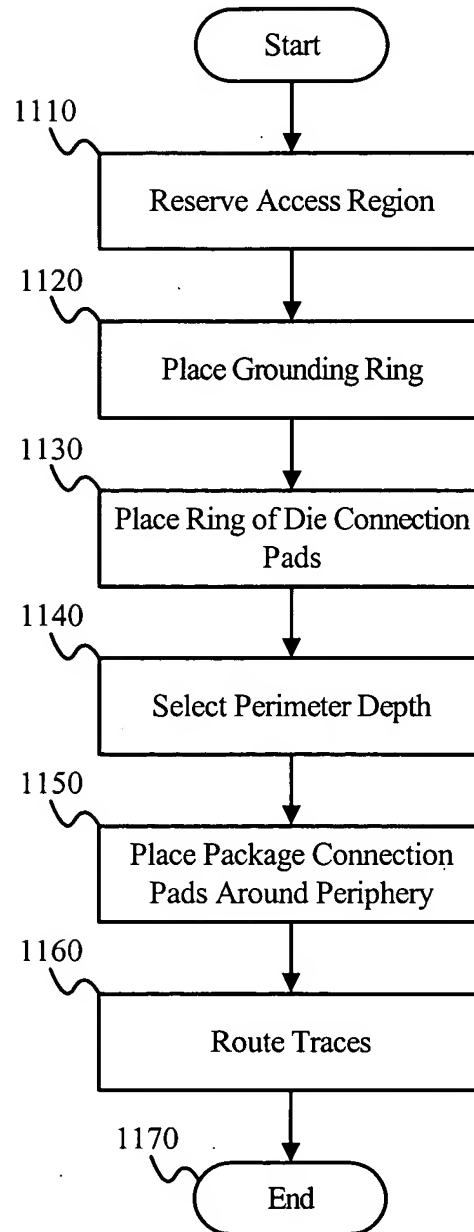 Start
1110
Reserve Access Region
1120
Place Grounding Ring
1130
Place Ring of Die Connection
Pads
1140
Select Perimeter Depth
1150
Place Package Connection
Pads Around Periphery
1160
Route Traces
1170
End